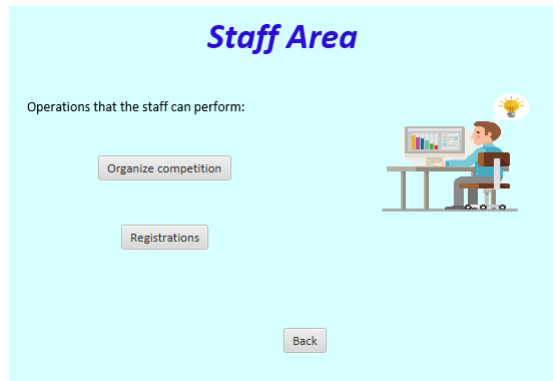 Staff Area
Operations that the staff can perform:
Organize competition
Registrations
Back